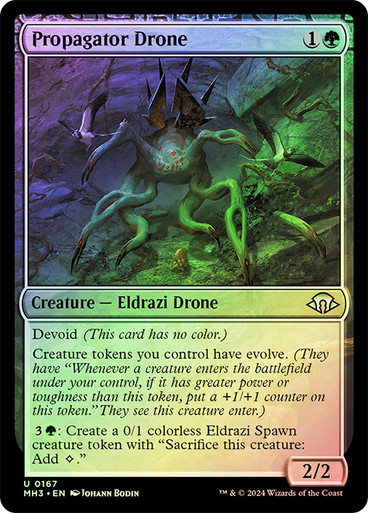 Propagator Drone 1
Creature — Eldrazi Drone
Devoid (This card has no color.)
Creature tokens you control have evolve. (They
have “Whenever a creature enters the battlefield
under your control, if it has greater power or
toughness than this token, put a +1/+1 counter on
this token.” They see this creature enter.)
3: Create a 0/1 colorless Eldrazi Spawn
creature token with “Sacrifice this creature:
Add ◇.”
2/2
U 0167
MH3 • EN Johann Bodin
™ & © 2024 Wizards of the Coast